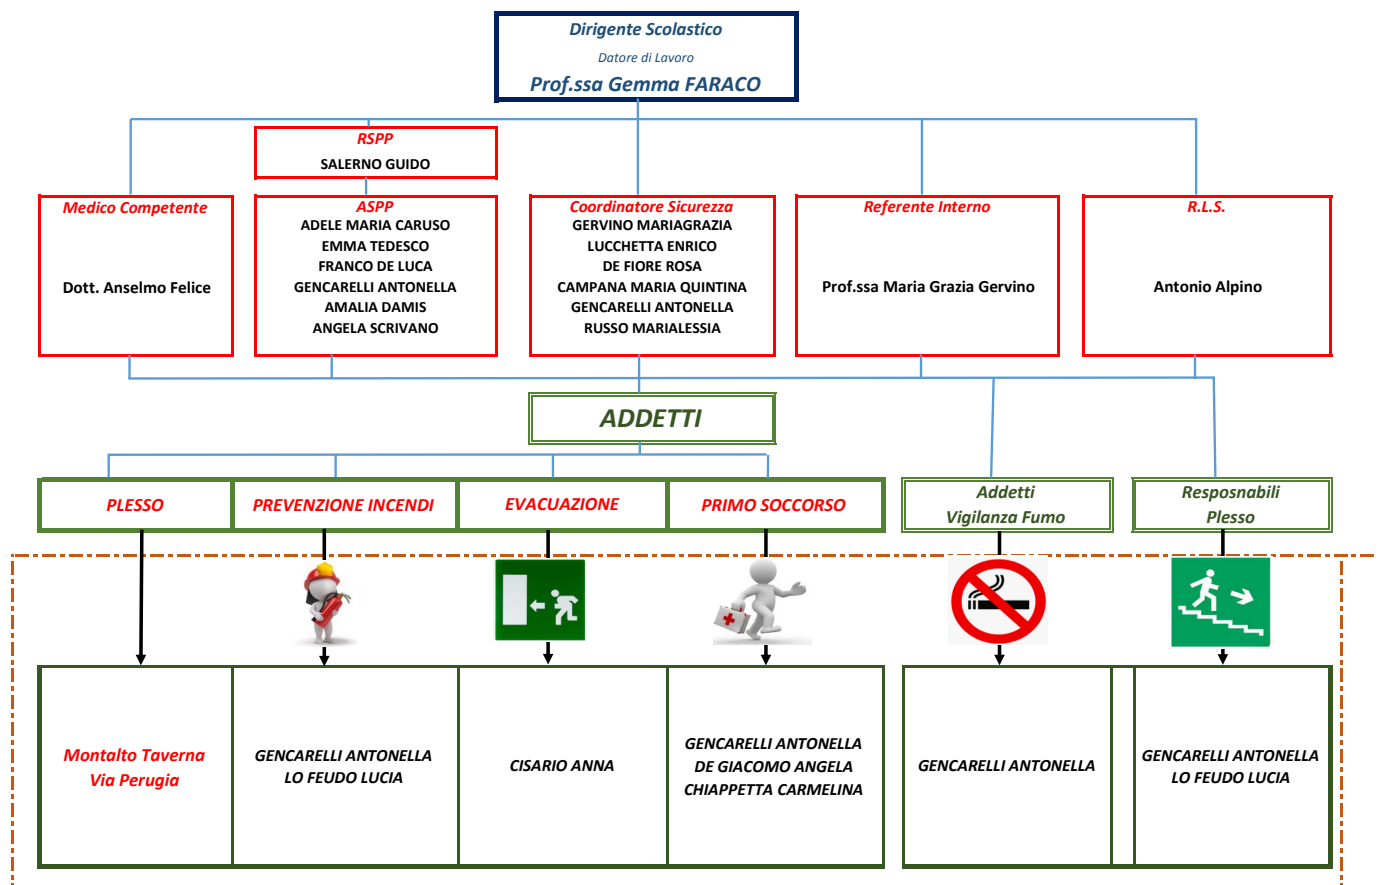 Dirigente Scolastico
Datore di Lavoro
Prof.ssa Gemma FARACO
RSPP
SALERNO GUIDO
Medico Competente
Dott. Anselmo Felice
ASPP
ADELE MARIA CARUSO
EMMA TEDESCO
FRANCO DE LUCA
GENCARELLI ANTONELLA
AMALIA DAMIS
ANGELA SCRIVANO
Coordinatore Sicurezza
GERVINO MARIAGRAZIA
LUCCHETTA ENRICO
DE FIORE ROSA
CAMPANA MARIA QUINTINA
GENCARELLI ANTONELLA
RUSSO MARIALESSIA
Referente Interno
Prof.ssa Maria Grazia Gervino
R.L.S.
Antonio Alpino
ADDETTI
PLESSO
PREVENZIONE INCENDI
EVACUAZIONE
PRIMO SOCCORSO
Addetti
Vigilanza Fumo
Resposnabili
Plesso
Montalto Taverna
Via Perugia
GENCARELLI ANTONELLA
LO FEUDO LUCIA
CISARIO ANNA
GENCARELLI ANTONELLA
DE GIACOMO ANGELA
CHIAPPETTA CARMELINA
GENCARELLI ANTONELLA
GENCARELLI ANTONELLA
LO FEUDO LUCIA